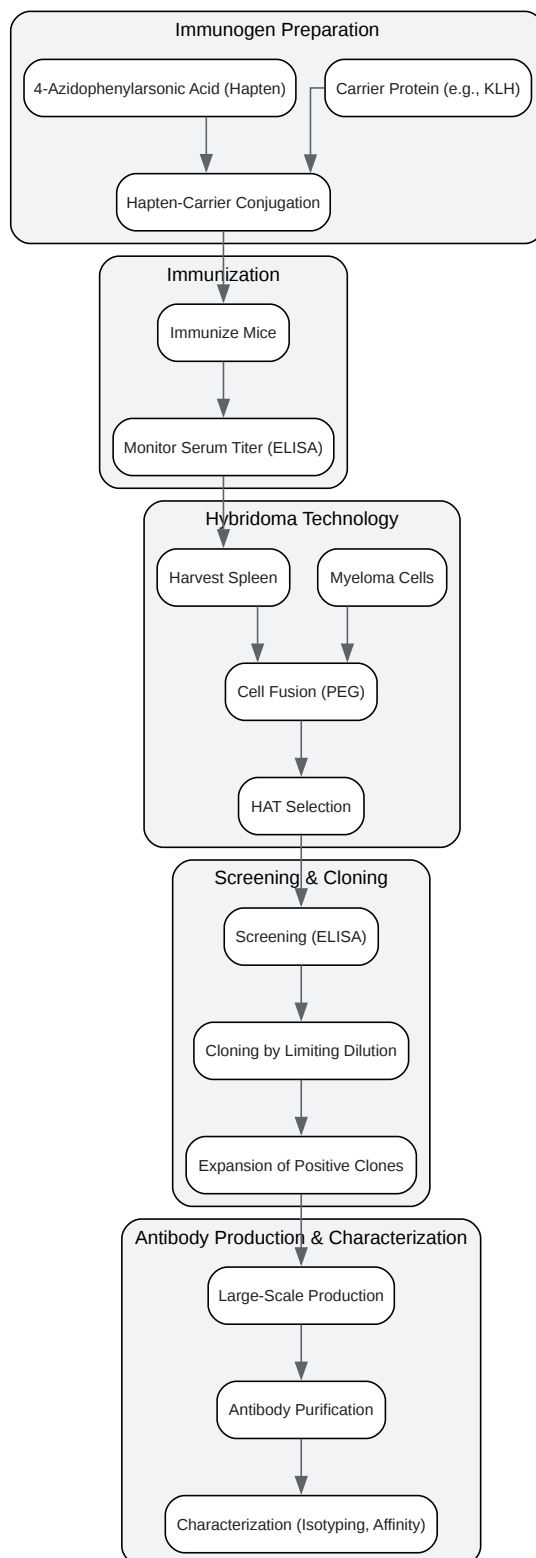 Immunogen Preparation
4-Azidophenylarsonic Acid (Hapten)
Carrier Protein (e.g., KLH)
Hapten-Carrier Conjugation
Immunization
Immunize Mice
Monitor Serum Titer (ELISA)
Hybridoma Technology
Harvest Spleen
Myeloma Cells
Cell Fusion (PEG)
HAT Selection
Screening & Cloning
Screening (ELISA)
Cloning by Limiting Dilution
Expansion of Positive Clones
Antibody Production & Characterization
Large-Scale Production
Antibody Purification
Characterization (Isotyping, Affinity)